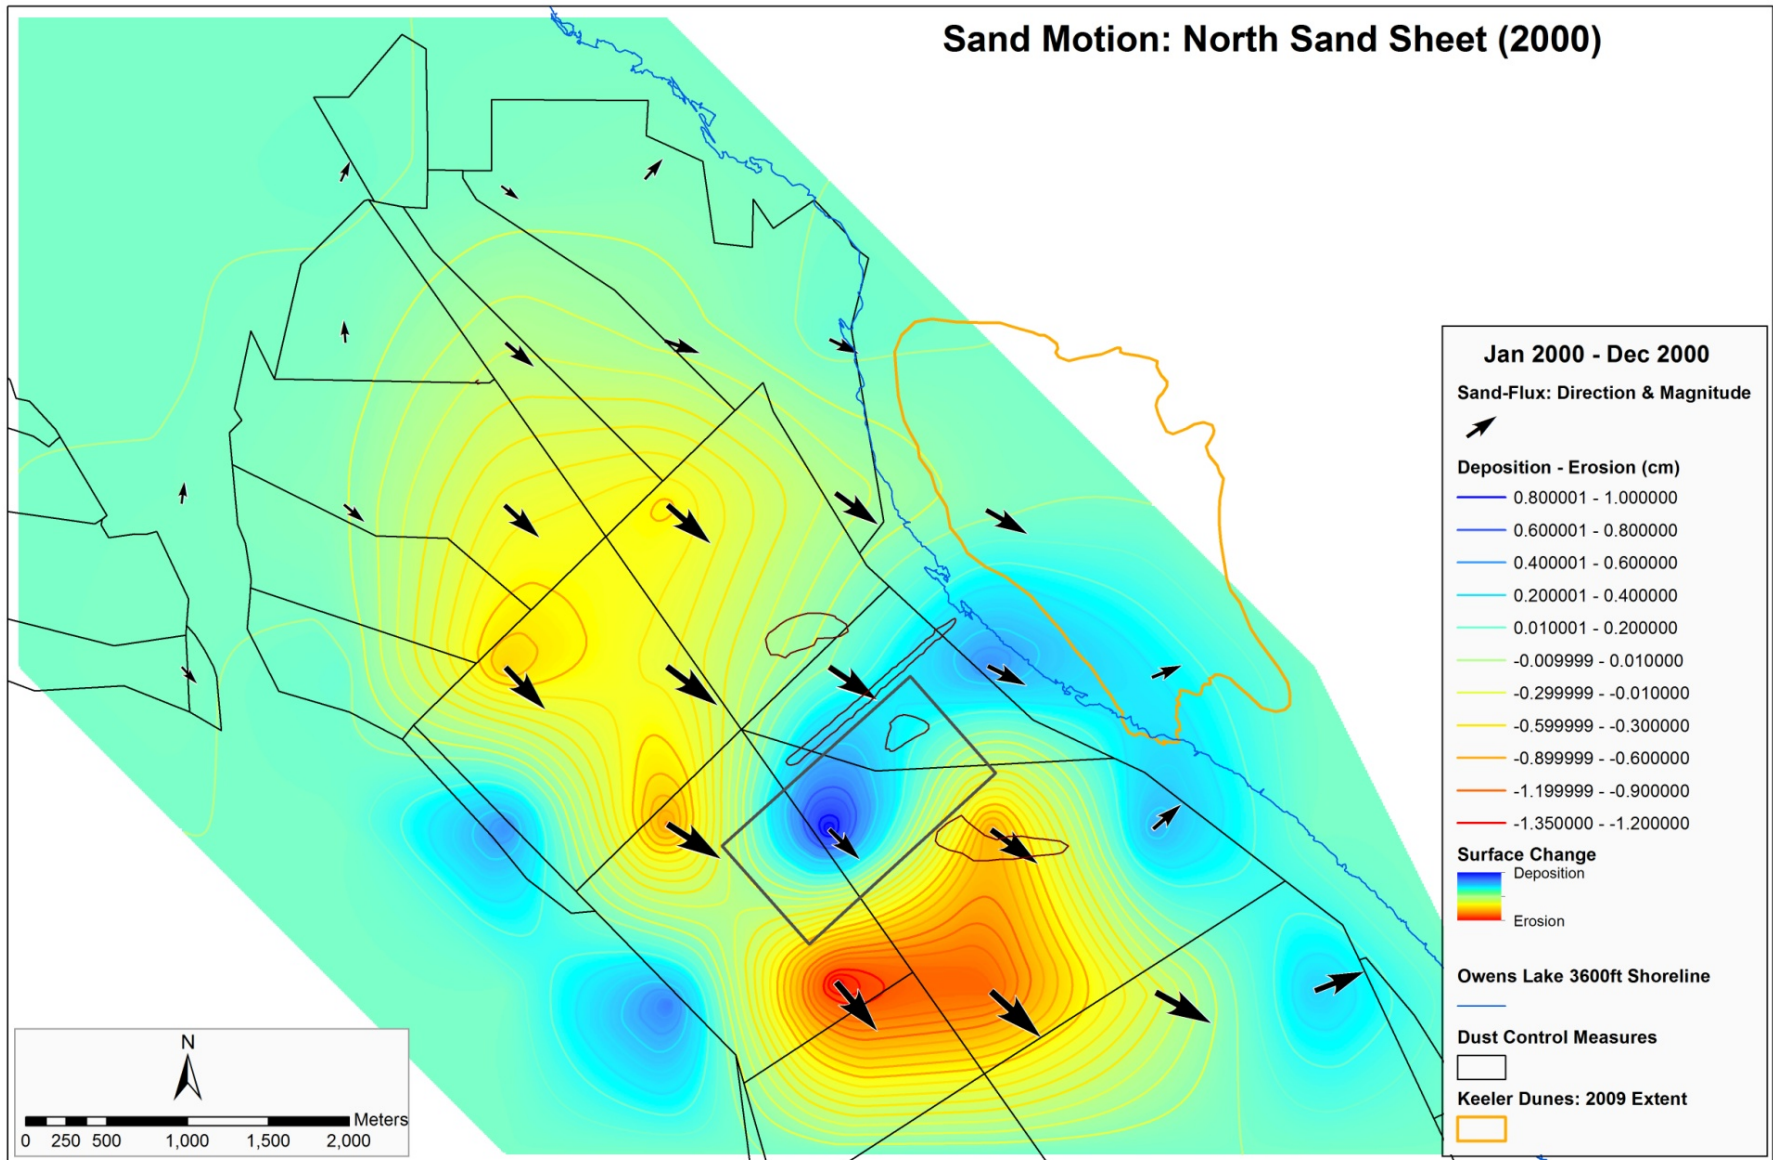 Sand Motion: North Sand Sheet (2000)
Jan 2000 - Dec 2000
Sand-Flux: Direction & Magnitude
Deposition - Erosion (cm)
0.800001 - 1.000000
0.600001 - 0.800000
0.400001 - 0.600000
0.200001 - 0.400000
0.010001 - 0.200000
-0.009999 - 0.010000
-0.299999 - -0.010000
-0.599999 - -0.300000
-0.899999 - -0.600000
-1.199999 - -0.900000
-1.350000 - -1.200000
Surface Change
Deposition
Erosion
Owens Lake 3600ft Shoreline
Dust Control Measures
Keeler Dunes: 2009 Extent
N
Meters
0 250 500 1,000 1,500 2,000